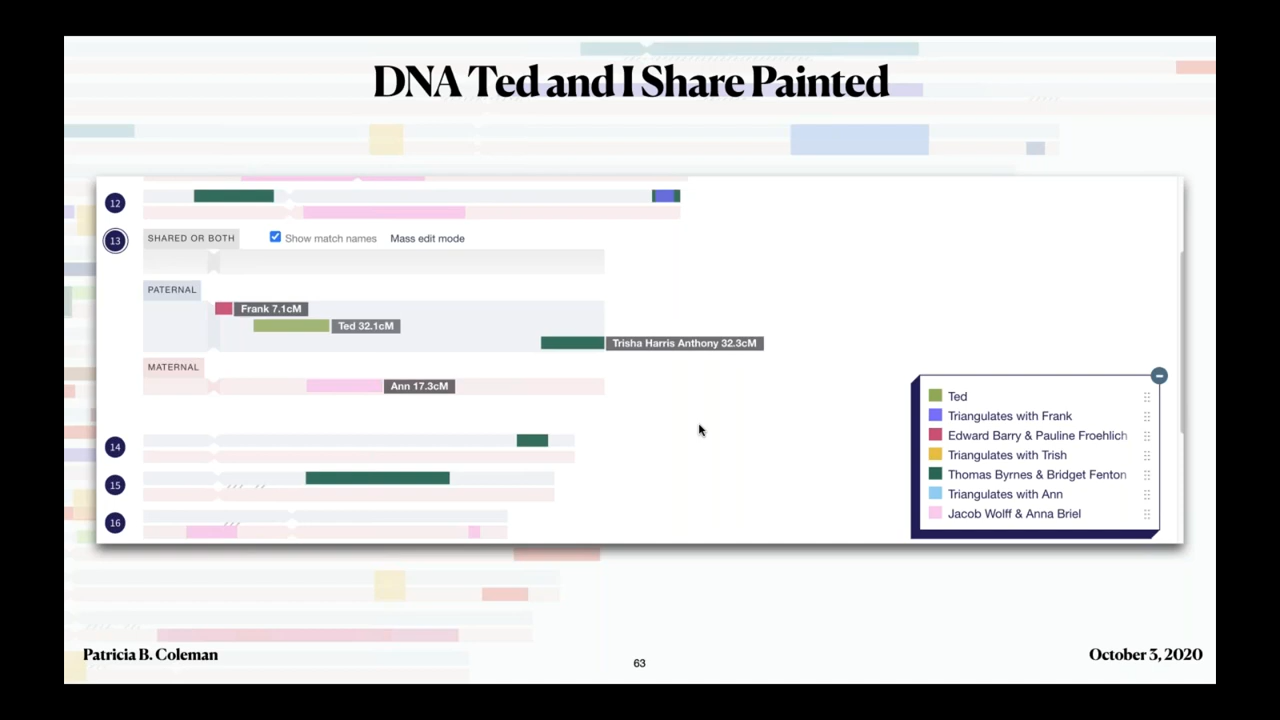 DNA Ted and I Share Painted
12
13
SHARED OR BOTH
Show match names
Mass edit mode
PATERNAL
Frank 7.1cM
Ted 32.1cM
Trisha Harris Anthony 32.3cM
MATERNAL
Ann 17.3cM
14
15
16
Ted
Triangulates with Frank
Edward Barry & Pauline Froehlich
Triangulates with Trish
Thomas Byrnes & Bridget Fenton
Triangulates with Ann
Jacob Wolff & Anna Briel
Patricia B. Coleman
63
October 3, 2020